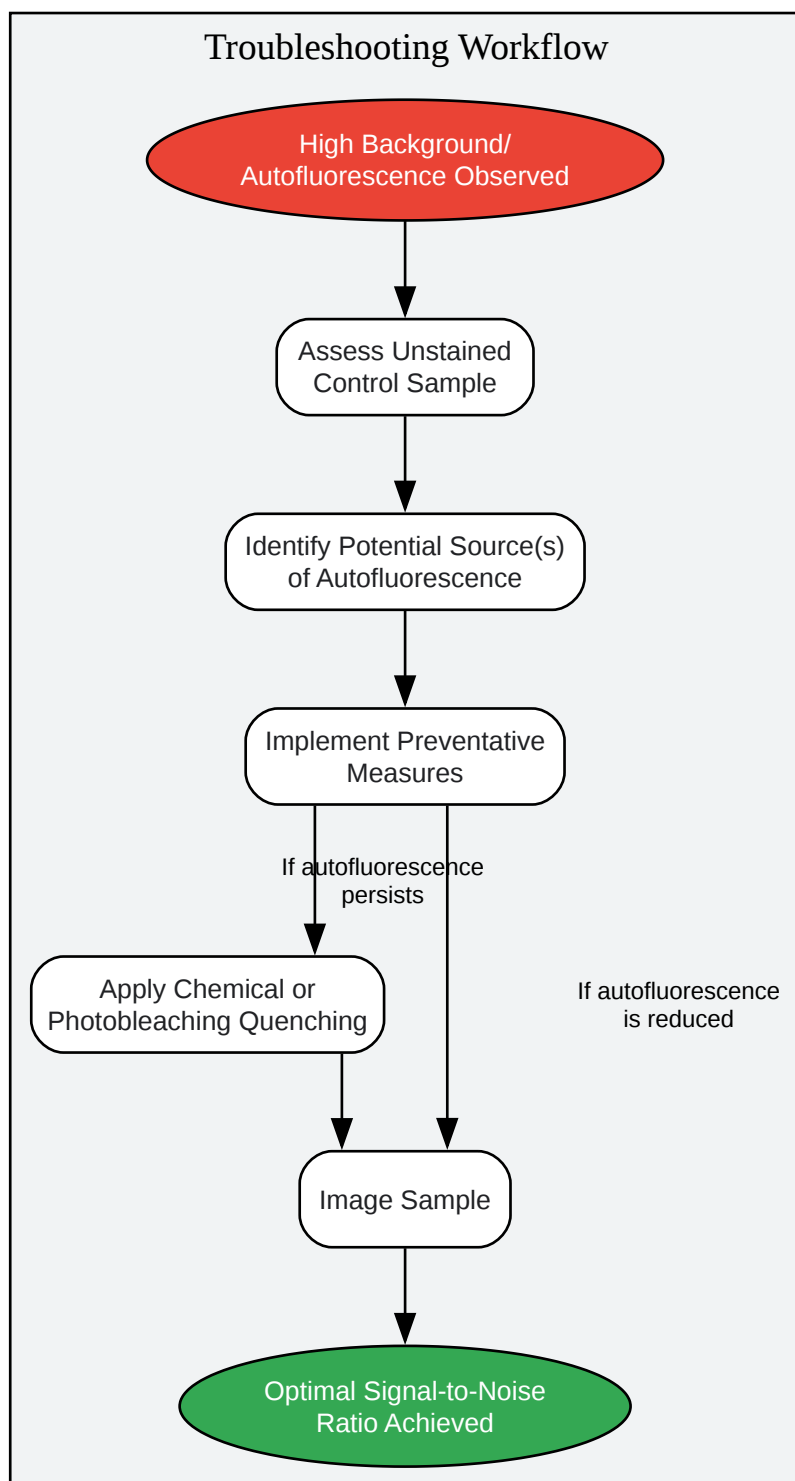 Troubleshooting Workflow
High Background/
Autofluorescence Observed
Assess Unstained
Control Sample
Identify Potential Source(s)
of Autofluorescence
Implement Preventative
Measures
If autofluorescence
persists
Apply Chemical or
Photobleaching Quenching
If autofluorescence
is reduced
Image Sample
Optimal Signal-to-Noise
Ratio Achieved